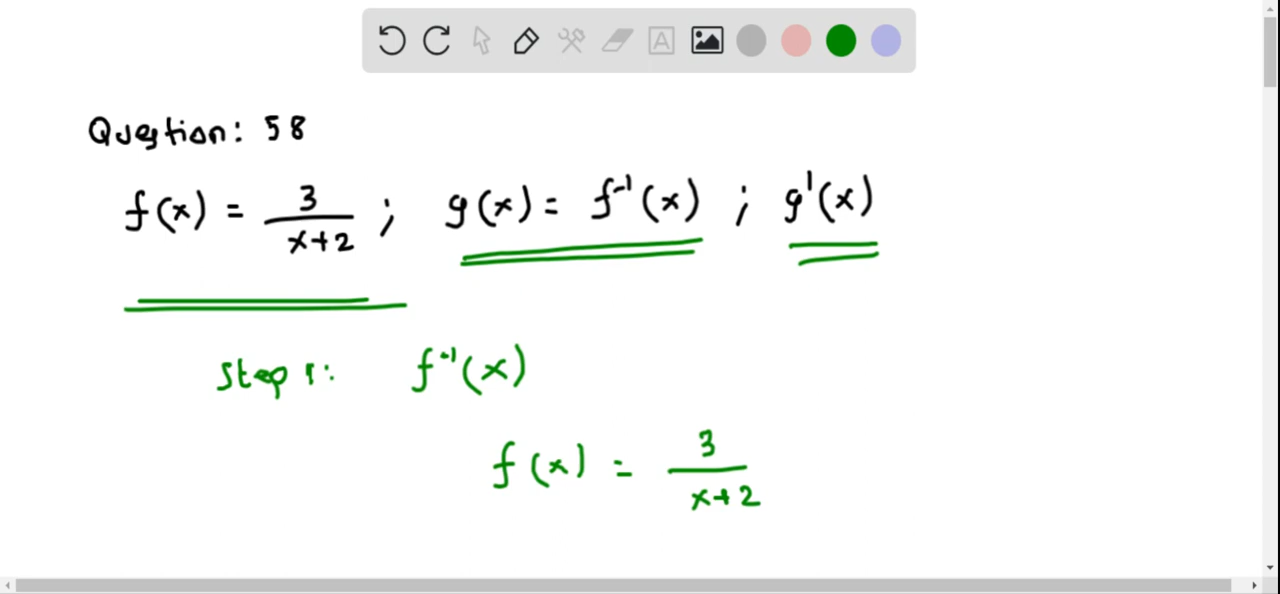 Question: 58
f(x) = 3/(x+2) ; g(x) = f⁻¹(x) ; g'(x)
Step 1: f⁻¹(x)
f(x) = 3/(x+2)